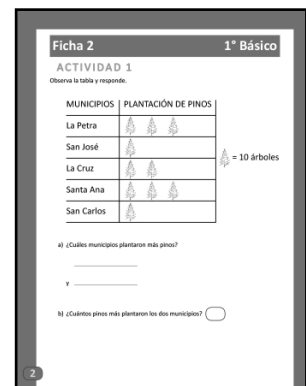 Ficha 2 1° Básico
ACTIVIDAD 1
Observa la tabla y responde.
MUNICIPIOS PLANTACIÓN DE PINOS
La Petra
San José
= 10 árboles
La Cruz
Santa Ana
San Carlos
a) ¿Cuáles municipios plantaron más pinos?
y
b) ¿Cuántos pinos más plantaron los dos municipios?
2